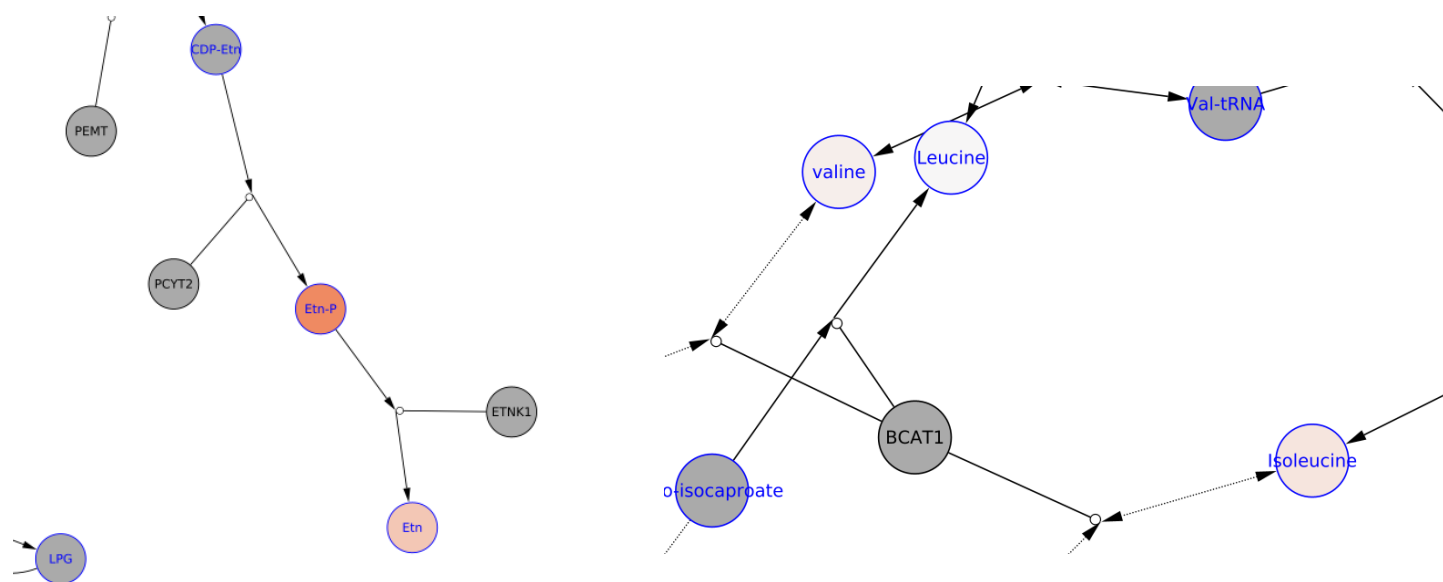 CDP-Etn
PEMT
PCYT2
Etn-P
ETNK1
Etn
LPG
Val-tRNA
Leucine
valine
BCAT1
Isoleucine
o-isocaproate